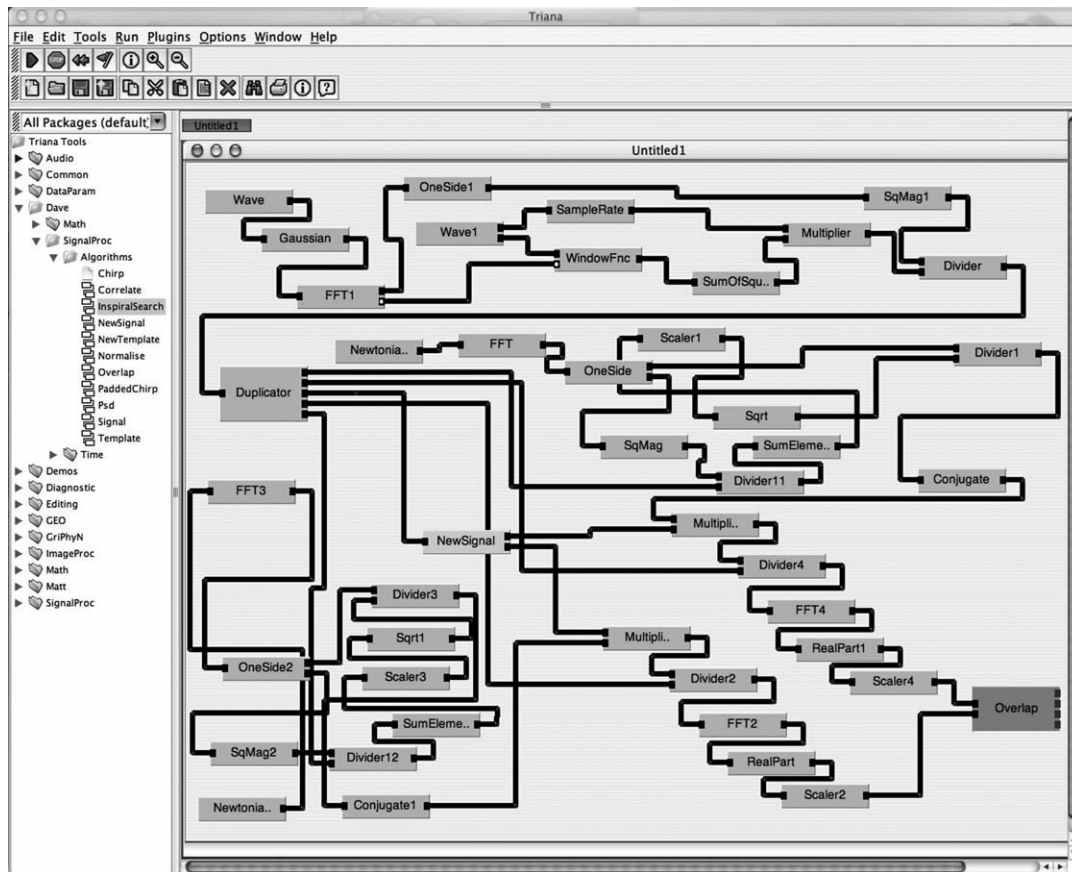 Triana
File Edit Tools Run Plugins Options Window Help
STOP
All Packages (default)
Triana Tools
Audio
Common
DataParam
Dave
Math
SignalProc
Algorithms
Chirp
Correlate
InspiralSearch
NewSignal
NewTemplate
Normalise
Overlap
PaddedChirp
Psd
Signal
Template
Time
Demos
Diagnostic
Editing
GEO
GriPhyN
ImageProc
Math
Matt
SignalProc
Untitled1
Untitled1
Wave
OneSide1
SqMag1
SampleRate
Gaussian
Wave1
Multiplier
WindowFnc
Divider
FFT1
SumOfSqu..
Newtonia..
FFT
Scaler1
Divider1
OneSide
Duplicator
Sqrt
SqMag
SumEleme..
Divider11
Conjugate
FFT3
Multipli..
NewSignal
Divider4
Divider3
FFT4
Sqrt1
Multipli..
RealPart1
OneSide2
Scaler3
Divider2
Scaler4
Overlap
SumEleme..
FFT2
SqMag2
Divider12
RealPart
Scaler2
Newtonia..
Conjugate1